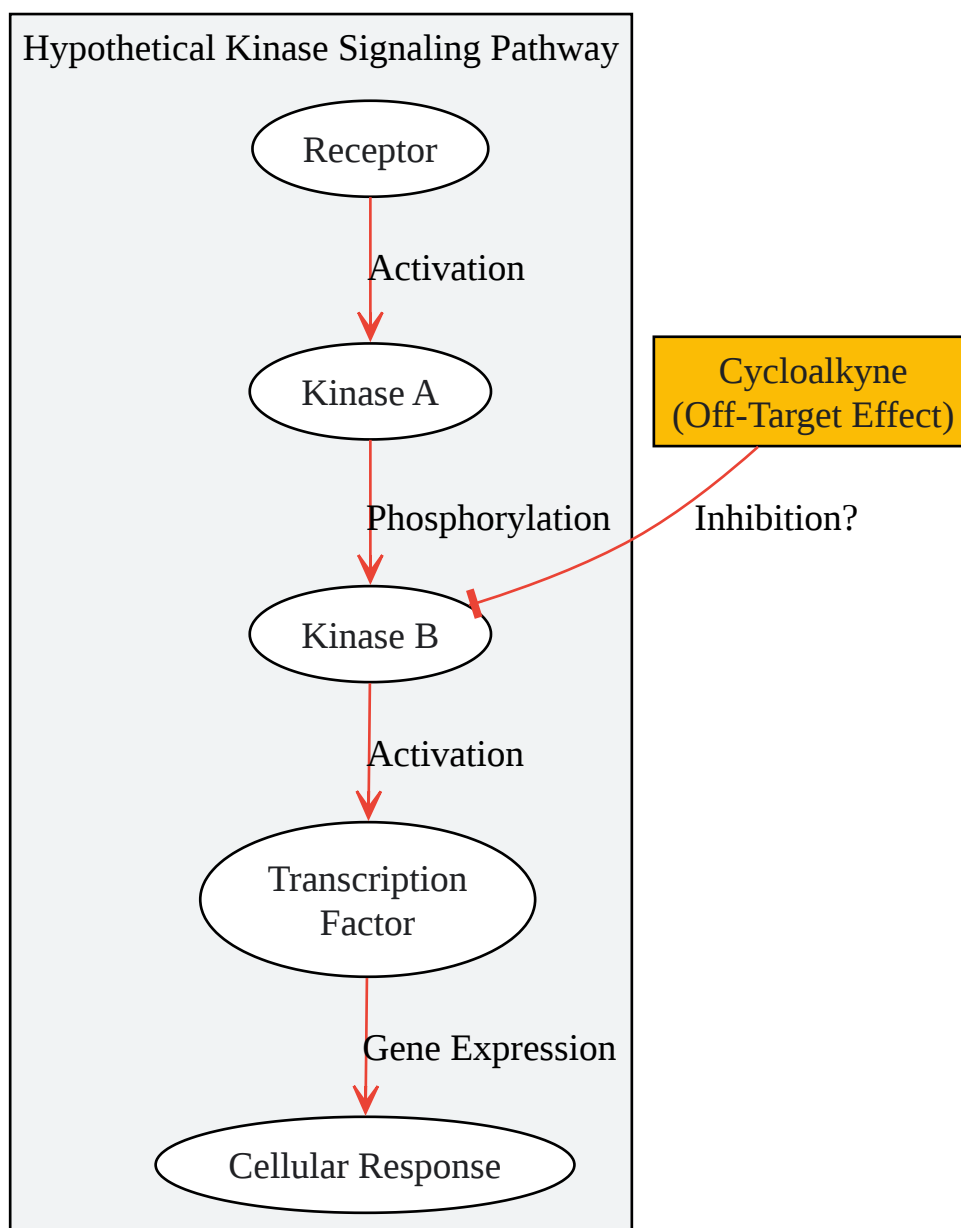 Hypothetical Kinase Signaling Pathway
Receptor
Activation
Kinase A
Cycloalkyne
(Off-Target Effect)
Phosphorylation
Inhibition?
Kinase B
Activation
Transcription
Factor
Gene Expression
Cellular Response